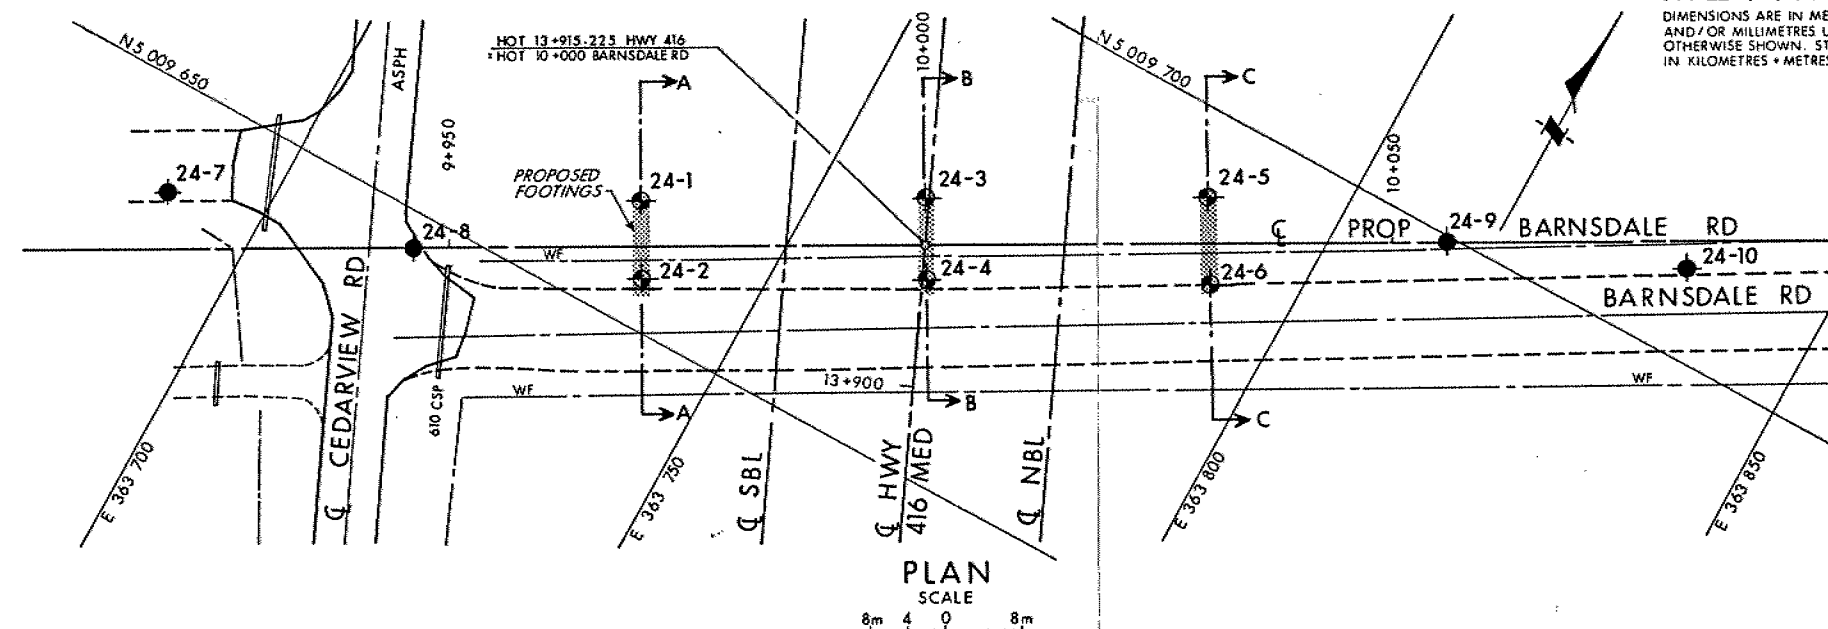 DIMENSIONS ARE IN ME
AND/OR MILLIMETRES U
OTHERWISE SHOWN. ST
IN KILOMETRES + METRES
N 5 009 650
ASPH
9+950
HOT 13+915·225 HWY 416
= HOT 10+000 BARNSDALE RD
10+000
N 5 009 700
10+050
A
B
C
24-7
24-8
PROPOSED
FOOTINGS
24-1
24-2
24-3
24-4
24-5
24-6
24-9
24-10
℄ PROP BARNSDALE RD
BARNSDALE RD
WF
WF
WF
13+900
A
B
C
610 CSP
℄ CEDARVIEW RD
℄ SBL
℄ HWY
416 MED
℄ NBL
E 363 700
E 363 750
E 363 800
E 363 850
PLAN
SCALE
8m 4 0 8m